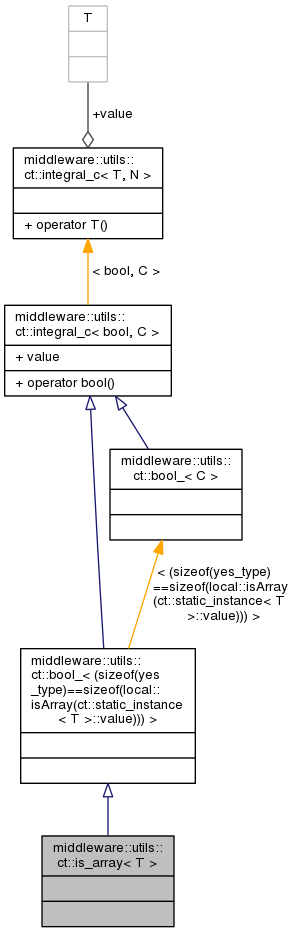 T
+value
middleware::utils::
ct::integral_c< T, N >
+ operator T()
< bool, C >
middleware::utils::
ct::integral_c< bool, C >
+ value
+ operator bool()
middleware::utils::
ct::bool_< C >
< (sizeof(yes_type)
==sizeof(local::isArray
(ct::static_instance< T
>::value))) >
middleware::utils::
ct::bool_< (sizeof(yes
_type)==sizeof(local::
isArray(ct::static_instance
< T >::value))) >
middleware::utils::
ct::is_array< T >